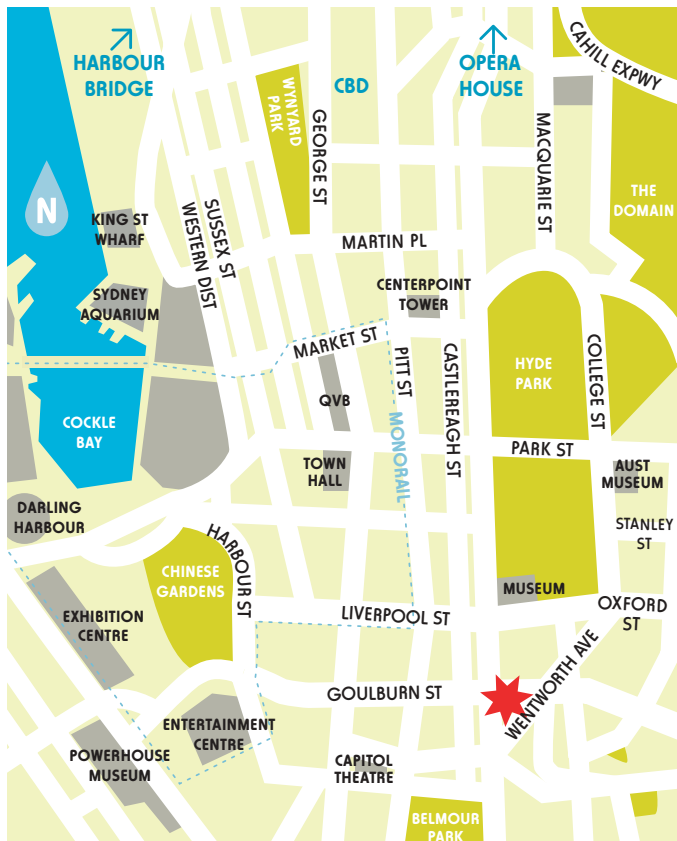 HARBOUR
BRIDGE
OPERA
HOUSE
CAHILL EXPWY
CBD
WYNYARD
PARK
GEORGE ST
MACQUARIE ST
THE
DOMAIN
N
KING ST
WHARF
SUSSEX ST
WESTERN DIST
MARTIN PL
SYDNEY
AQUARIUM
CENTERPOINT
TOWER
MARKET ST
PITT ST
CASTLEREAGH ST
HYDE
PARK
COLLEGE ST
QVB
COCKLE
BAY
MONORAIL
PARK ST
TOWN
HALL
AUST
MUSEUM
DARLING
HARBOUR
STANLEY
ST
HARBOUR ST
CHINESE
GARDENS
MUSEUM
EXHIBITION
CENTRE
LIVERPOOL ST
OXFORD
ST
WENTWORTH AVE
GOULBURN ST
ENTERTAINMENT
CENTRE
POWERHOUSE
MUSEUM
CAPITOL
THEATRE
BELMOUR
PARK